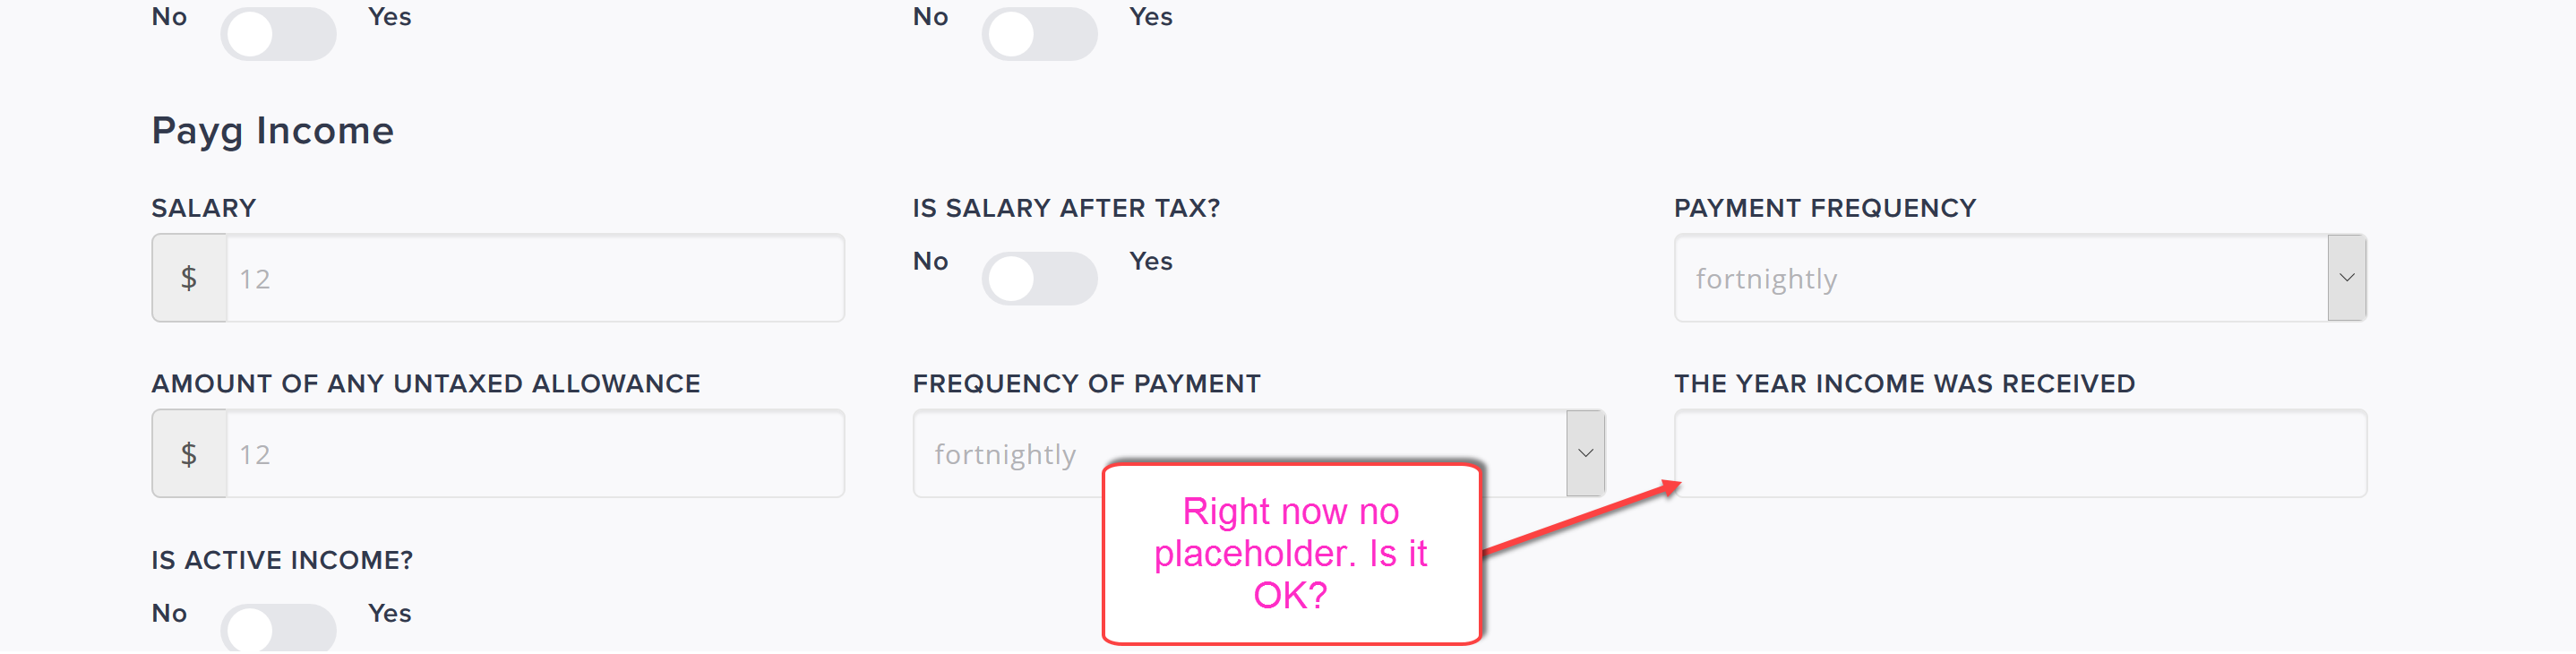 No Yes No Yes
Payg Income
SALARY IS SALARY AFTER TAX? PAYMENT FREQUENCY
No Yes
$ 12 fortnightly
AMOUNT OF ANY UNTAXED ALLOWANCE FREQUENCY OF PAYMENT THE YEAR INCOME WAS RECEIVED
$ 12 fortnightly
Right now no
placeholder. Is it
OK?
IS ACTIVE INCOME?
No Yes